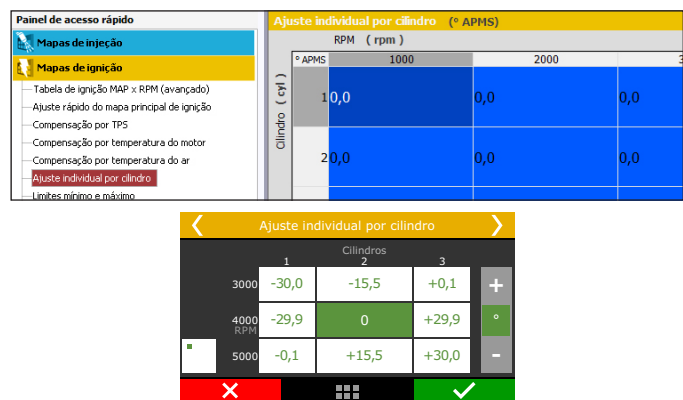 Painel de acesso rápido
Mapas de injeção
Mapas de ignição
Tabela de ignição MAP x RPM (avançado)
Ajuste rápido do mapa principal de ignição
Compensação por TPS
Compensação por temperatura do motor
Compensação por temperatura do ar
Ajuste individual por cilindro
Limites mínimo e máximo
Ajuste individual por cilindro (° APMS)
RPM ( rpm )
° APMS 1000 2000 3
Cilindro ( cyl )
1 0,0 0,0 0,0
2 0,0 0,0 0,0
Ajuste individual por cilindro
Cilindros
1 2 3
3000 -30,0 -15,5 +0,1 +
4000 -29,9 0 +29,9 °
RPM
5000 -0,1 +15,5 +30,0 -